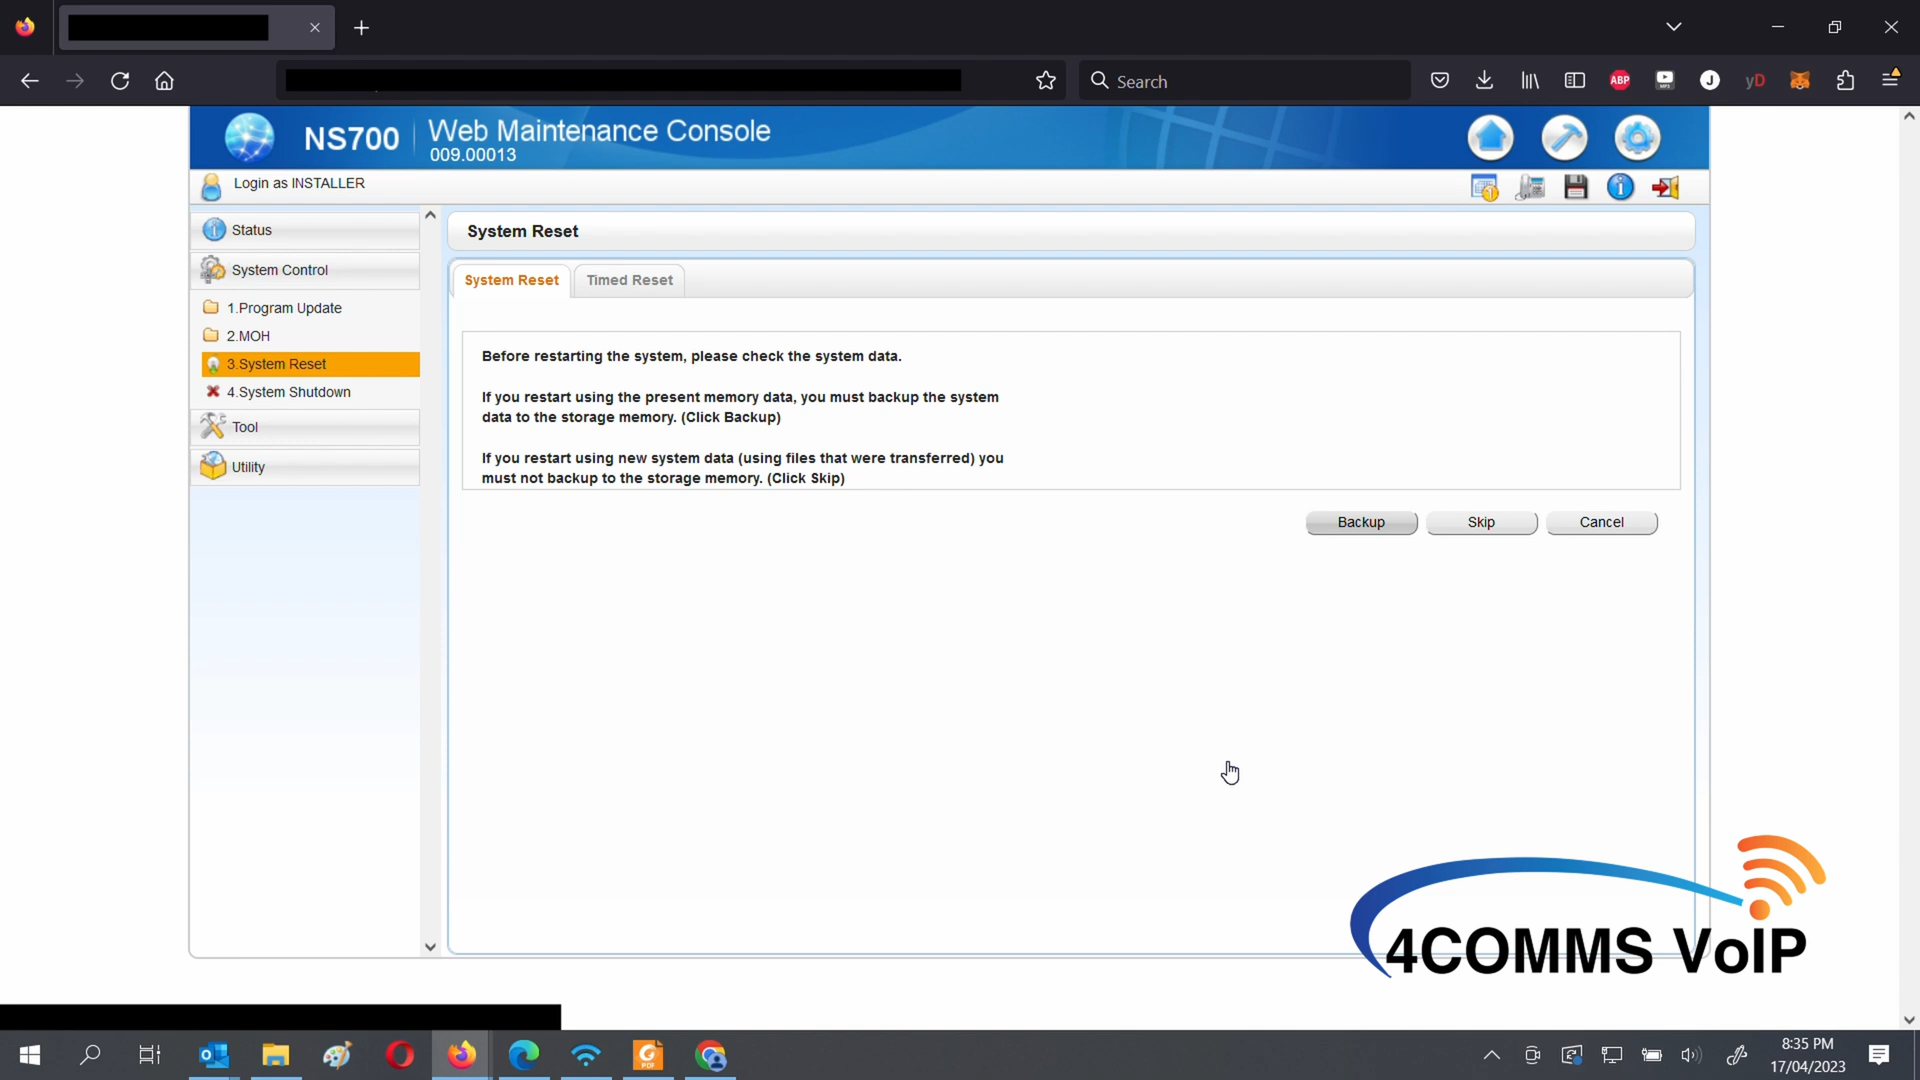 Search
ABP
MP3
J
yD
NS700
Web Maintenance Console
009.00013
Login as INSTALLER
Status
System Control
1.Program Update
2.MOH
3.System Reset
4.System Shutdown
Tool
Utility
System Reset
System Reset
Timed Reset
Before restarting the system, please check the system data.
If you restart using the present memory data, you must backup the system
data to the storage memory. (Click Backup)
If you restart using new system data (using files that were transferred) you
must not backup to the storage memory. (Click Skip)
Backup
Skip
Cancel
4COMMS VoIP
PDF
8:35 PM
17/04/2023